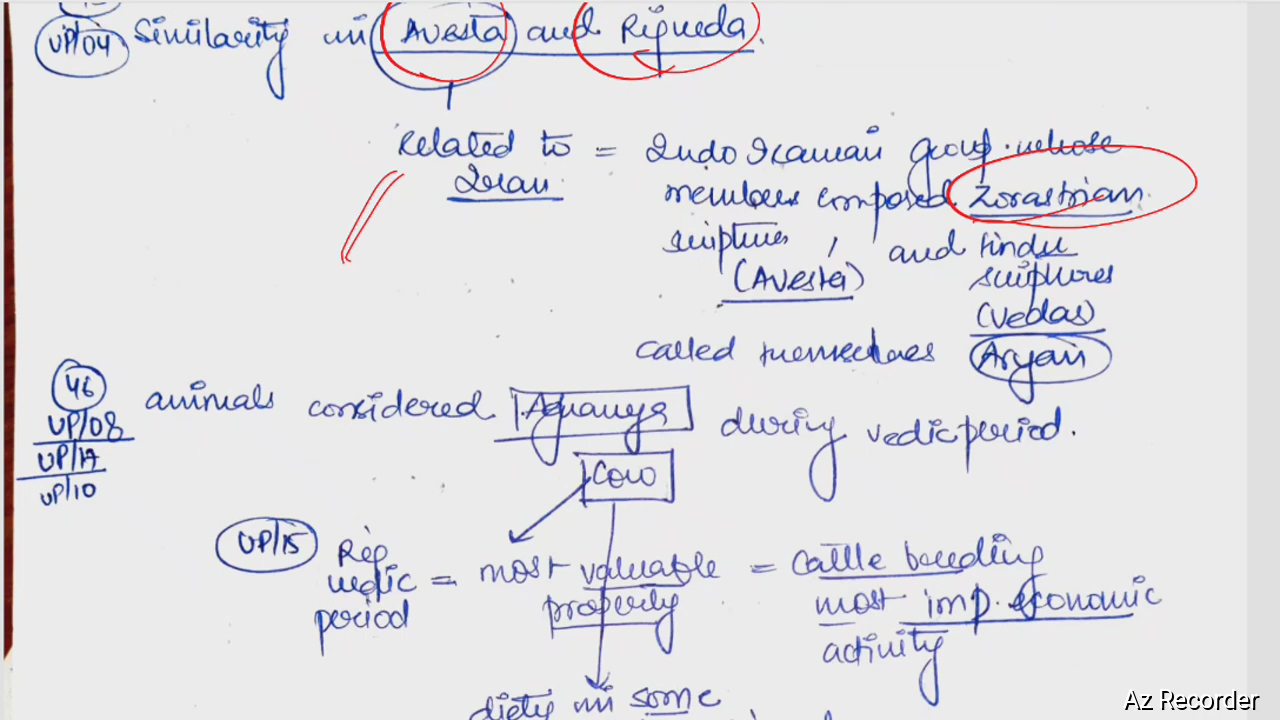 UP/04 Similarity in Avesta and Rigveda.
Related to = Indo Iranian group whose
Iran members composed Zorastrian
scriptures, and Hindu
(Avesta) scriptures
(Vedas)
called themselves Aryan
46 animals considered Aghanya during vedic period.
UP/08
UP/17
UP/10
Cow
UP/15 Rig
vedic = most valuable = cattle breeding
period property most imp. economic
activity
diety in some
Az Recorder